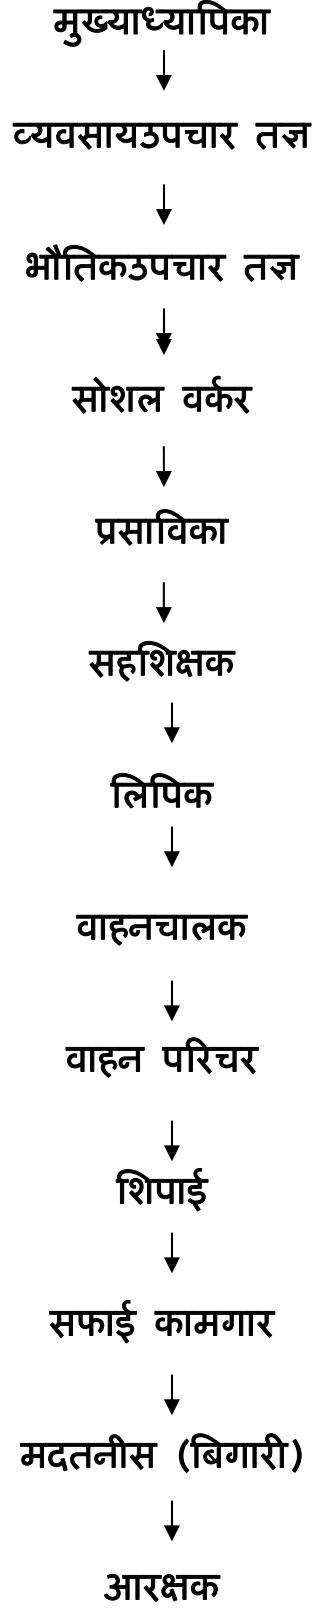 मुख्याध्यापिका
व्यवसायउपचार तज्ञ
भौतिकउपचार तज्ञ
सोशल वर्कर
प्रसाविका
सहशिक्षक
लिपिक
वाहनचालक
वाहन परिचर
शिपाई
सफाई कामगार
मदतनीस (बिगारी)
आरक्षक